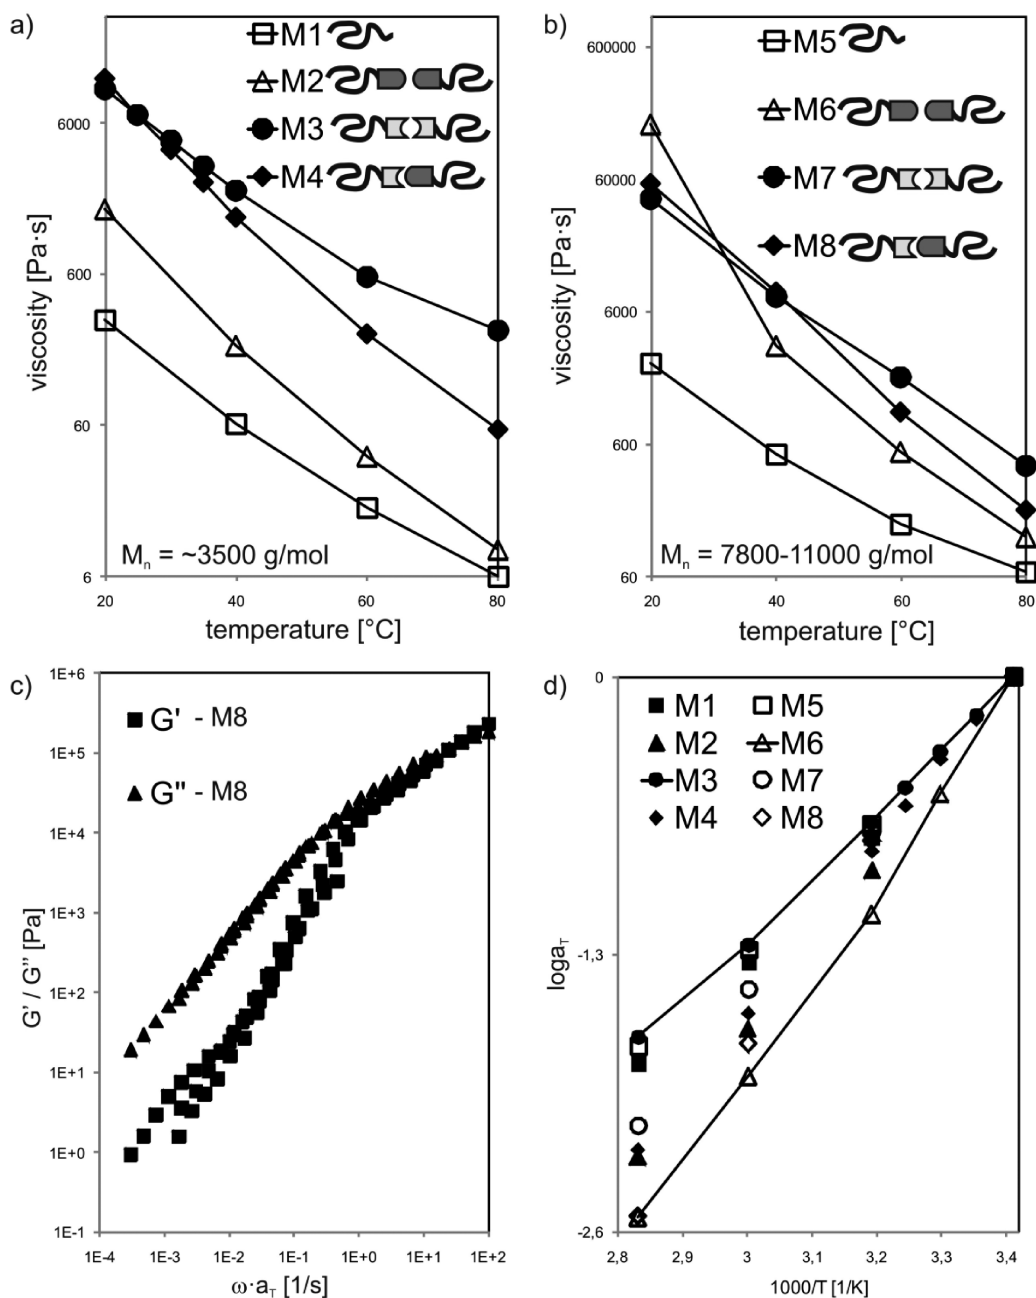 a)
M1
M2
M3
M4
6000
600
60
6
viscosity [Pa·s]
Mn = ~3500 g/mol
20
40
60
80
temperature [°C]
b)
M5
M6
M7
M8
600000
60000
6000
600
60
viscosity [Pa·s]
Mn = 7800-11000 g/mol
20
40
60
80
temperature [°C]
c)
G' - M8
G'' - M8
1E+6
1E+5
1E+4
1E+3
1E+2
1E+1
1E+0
1E-1
G' / G'' [Pa]
1E-4
1E-3
1E-2
1E-1
1E+0
1E+1
1E+2
ω·aT [1/s]
d)
M1 M5
M2 M6
M3 M7
M4 M8
0
-1.3
-2.6
logaT
2,8
2,9
3
3,1
3,2
3,3
3,4
1000/T [1/K]